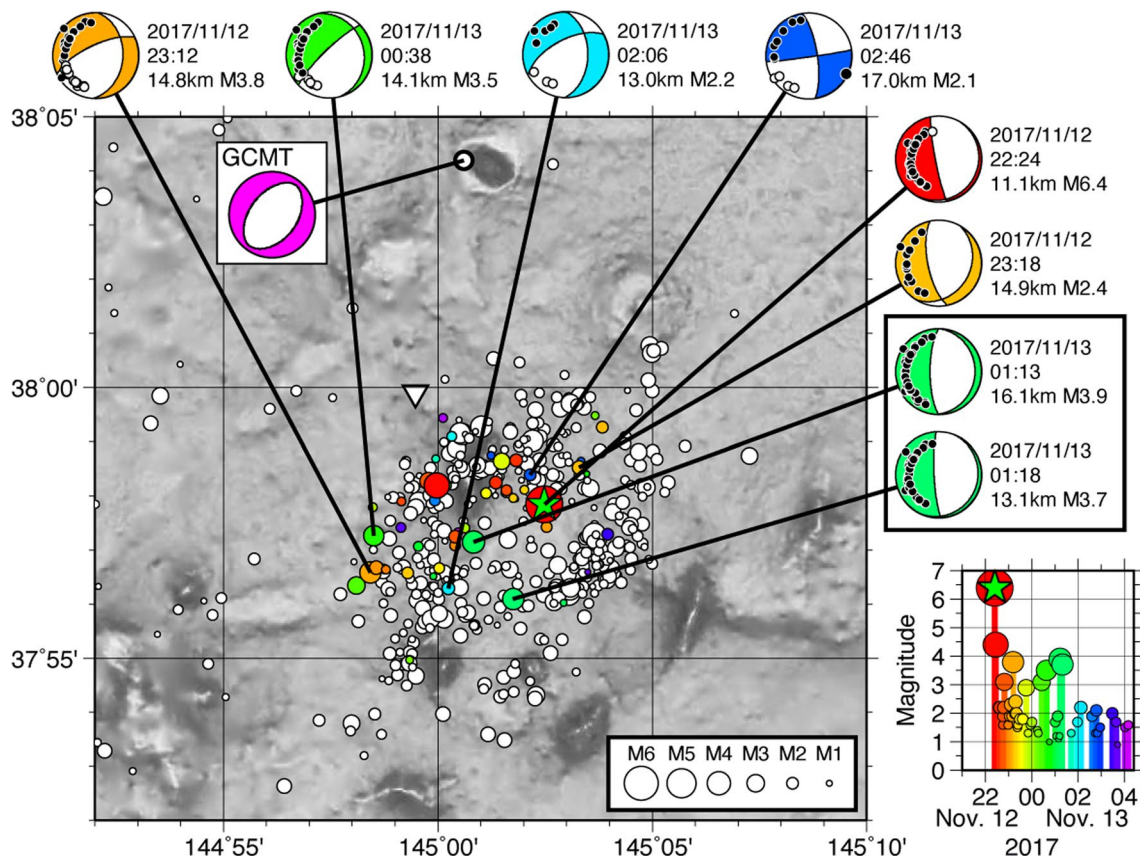 2017/11/12
23:12
14.8km M3.8
2017/11/13
00:38
14.1km M3.5
2017/11/13
02:06
13.0km M2.2
2017/11/13
02:46
17.0km M2.1
38°05'
38°00'
37°55'
GCMT
2017/11/12
22:24
11.1km M6.4
2017/11/12
23:18
14.9km M2.4
2017/11/13
01:13
16.1km M3.9
2017/11/13
01:18
13.1km M3.7
M6 M5 M4 M3 M2 M1
144°55' 145°00' 145°05' 145°10'
Magnitude
7
6
5
4
3
2
1
0
22 00 02 04
Nov. 12 Nov. 13
2017